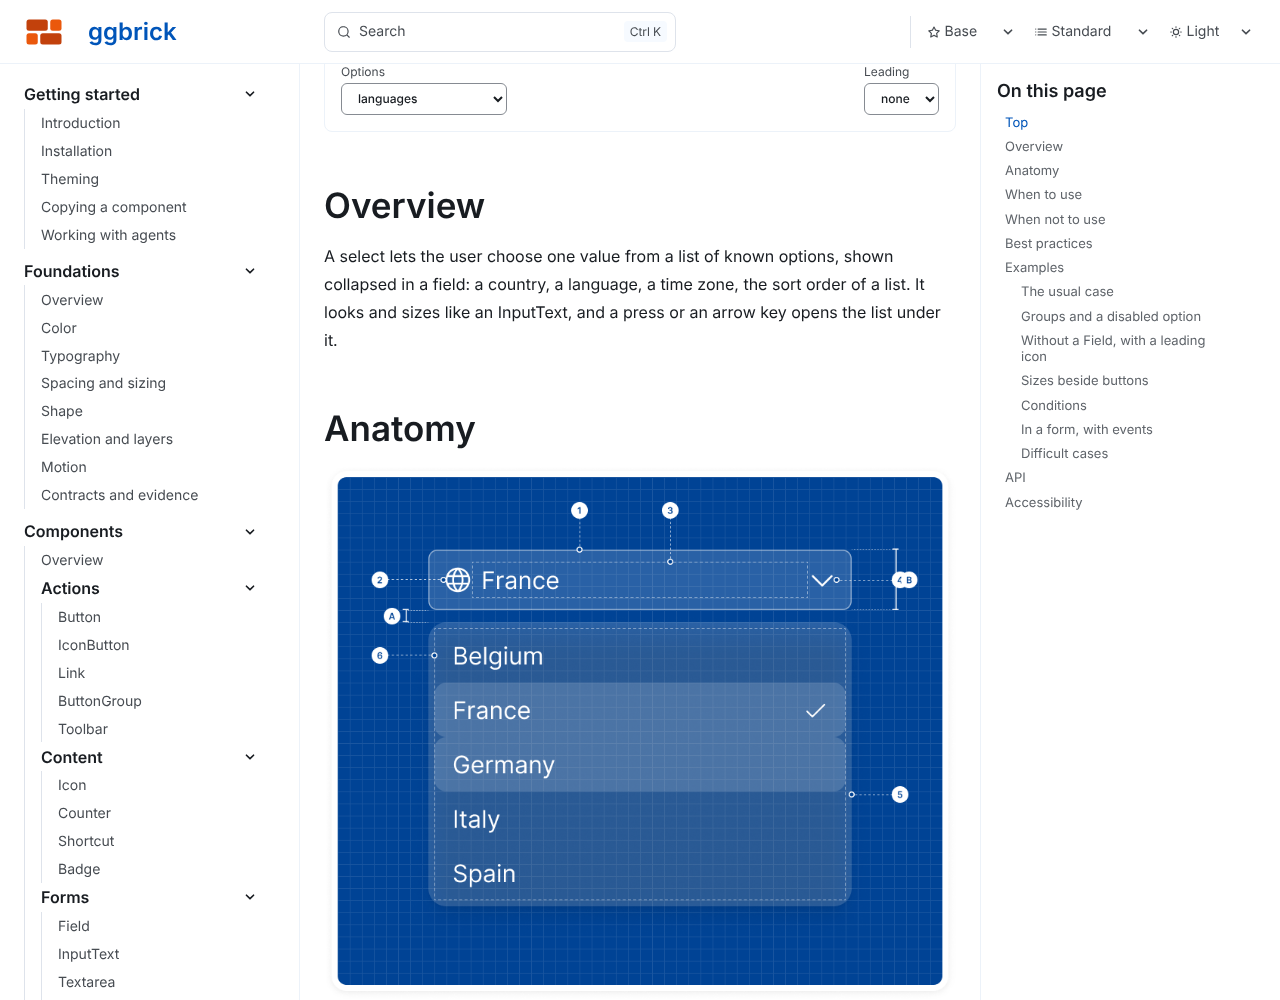 ggbrick
Search
Ctrl K
Base
Standard
Light
Getting started
Introduction
Installation
Theming
Copying a component
Working with agents
Foundations
Overview
Color
Typography
Spacing and sizing
Shape
Elevation and layers
Motion
Contracts and evidence
Components
Overview
Actions
Button
IconButton
Link
ButtonGroup
Toolbar
Content
Icon
Counter
Shortcut
Badge
Forms
Field
InputText
Textarea
Options
languages
Leading
none
Overview
A select lets the user choose one value from a list of known options, shown
collapsed in a field: a country, a language, a time zone, the sort order of a list. It
looks and sizes like an InputText, and a press or an arrow key opens the list under
it.
Anatomy
1
3
2
France
4
B
A
6
Belgium
France
Germany
5
Italy
Spain
On this page
Top
Overview
Anatomy
When to use
When not to use
Best practices
Examples
The usual case
Groups and a disabled option
Without a Field, with a leading
icon
Sizes beside buttons
Conditions
In a form, with events
Difficult cases
API
Accessibility